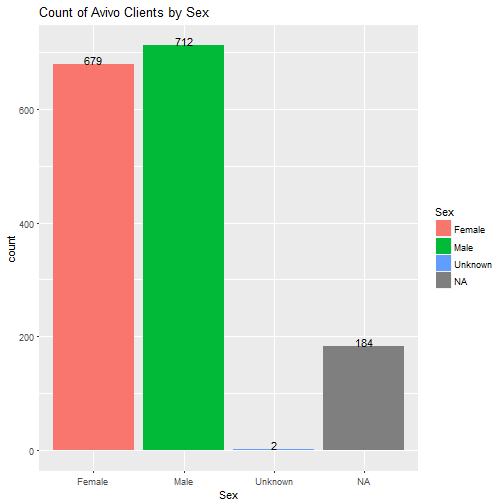 Count of Avivo Clients by Sex
679
712
2
184
600
400
200
0
count
Female
Male
Unknown
NA
Sex
Sex
Female
Male
Unknown
NA